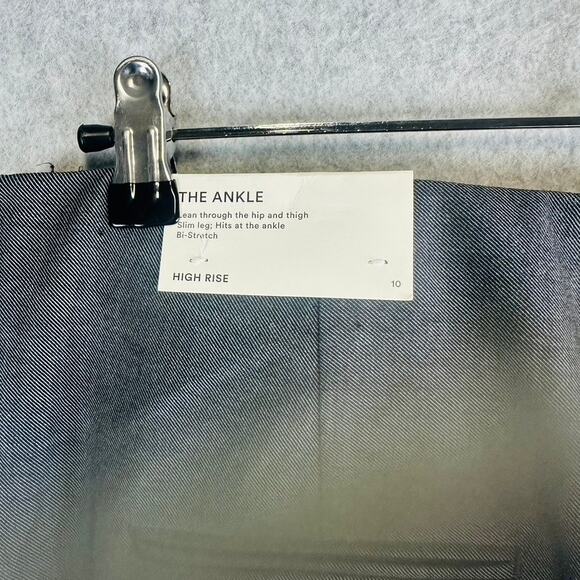 THE ANKLE
Lean through the hip and thigh
Slim leg; Hits at the ankle
Bi-Stretch
HIGH RISE
10